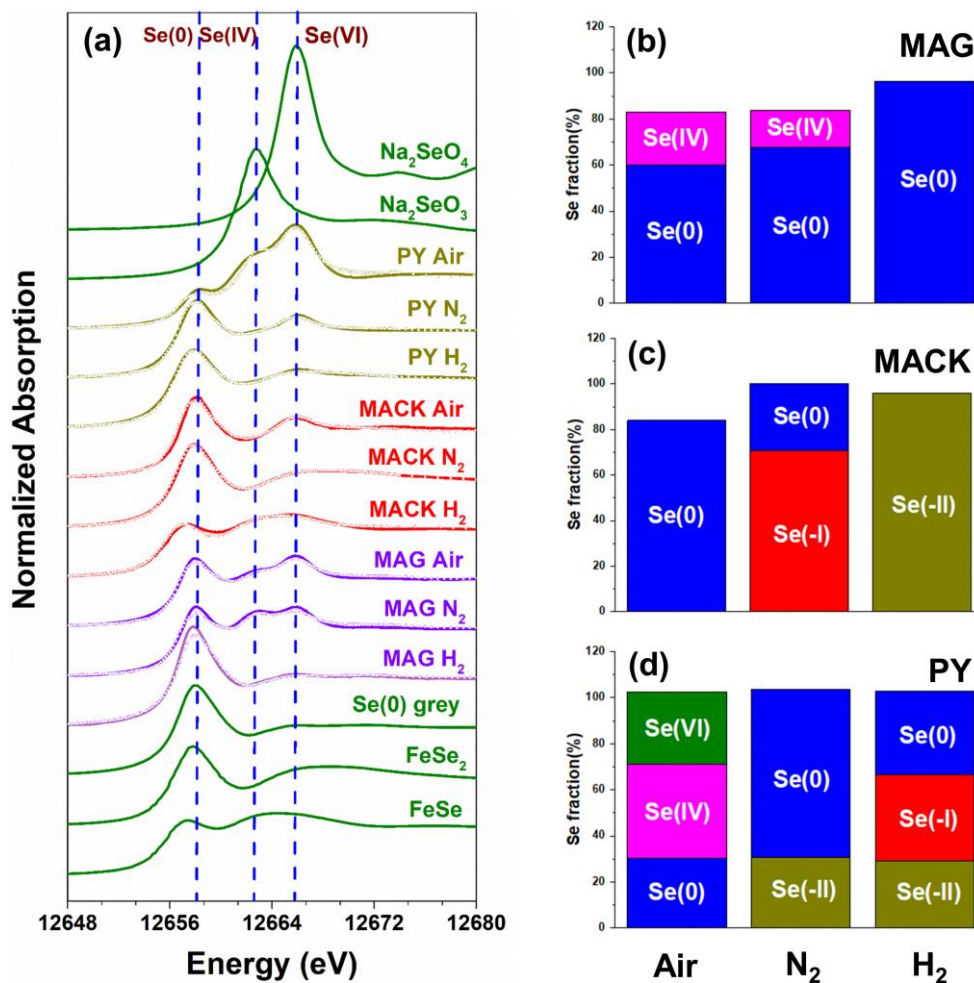 (a)
Se(0) Se(IV) Se(VI)
Na₂SeO₄
Na₂SeO₃
PY Air
PY N₂
PY H₂
MACK Air
MACK N₂
MACK H₂
MAG Air
MAG N₂
MAG H₂
Se(0) grey
FeSe₂
FeSe
Normalized Absorption
12648 12658 12664 12672 12680
Energy (eV)
(b) MAG
Se fraction(%)
120
100
80
60
40
20
0
Se(IV)
Se(0)
Se(IV)
Se(0)
Se(0)
(c) MACK
Se fraction(%)
120
100
80
60
40
20
0
Se(0)
Se(0)
Se(-I)
Se(-II)
(d) PY
Se fraction(%)
120
100
80
60
40
20
0
Se(VI)
Se(IV)
Se(0)
Se(0)
Se(-II)
Se(0)
Se(-I)
Se(-II)
Air N₂ H₂